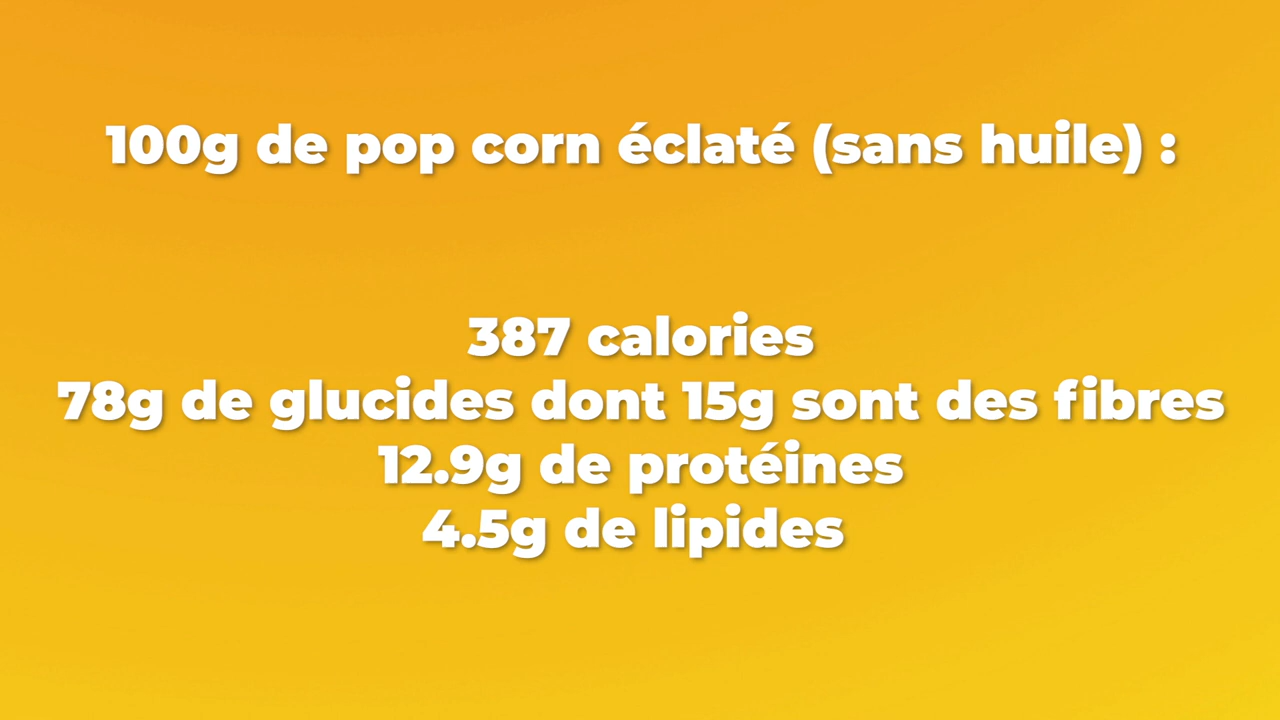 100g de pop corn éclaté (sans huile) :
387 calories
78g de glucides dont 15g sont des fibres
12.9g de protéines
4.5g de lipides